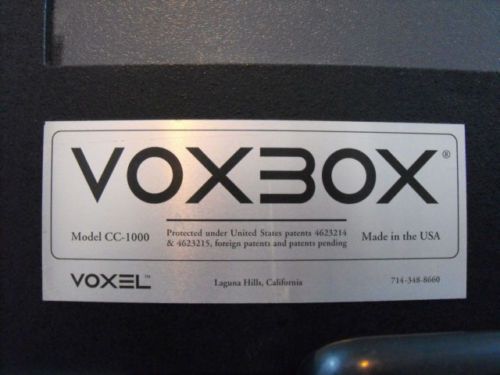 VOXBOX®
Model CC-1000
Protected under United States patents 4623214
& 4623215, foreign patents and patents pending
Made in the USA
VOXEL™
Laguna Hills, California
714-348-8660